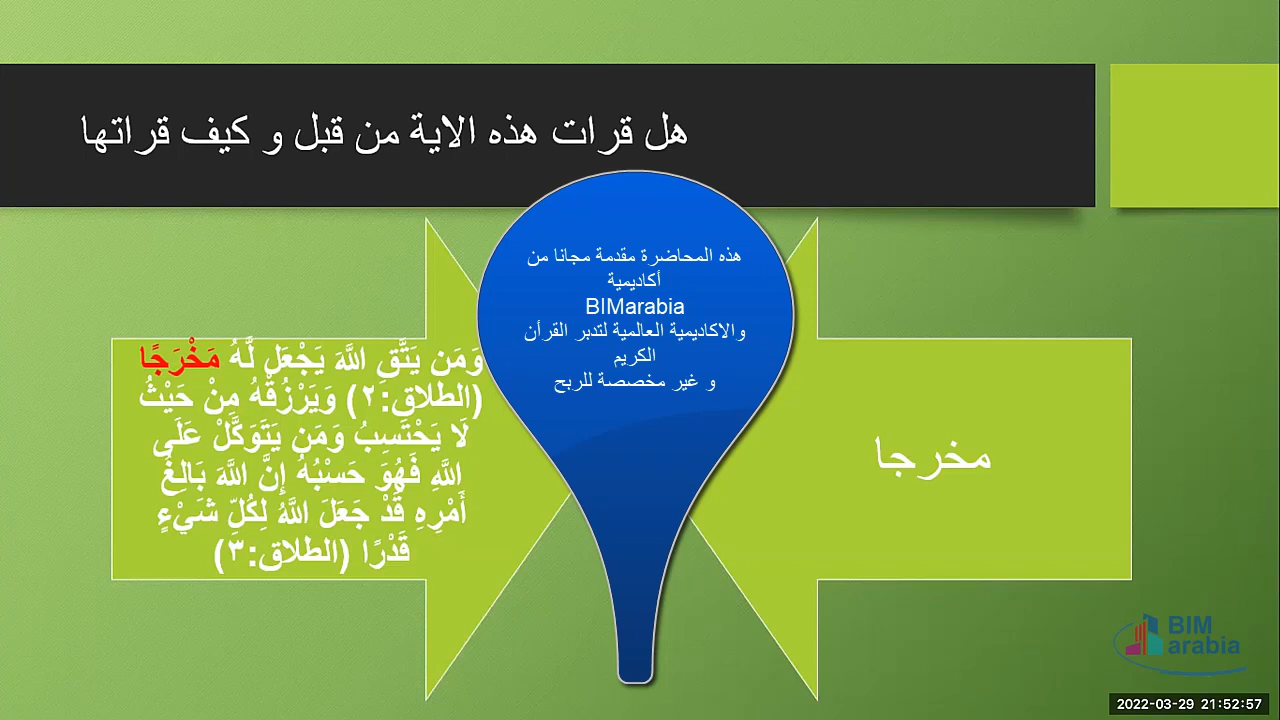 هل قرات هذه الاية من قبل و كيف قراتها
هذه المحاضرة مقدمة مجانا من
أكاديمية
BIMarabia
والاكاديمية العالمية لتدبر القرأن
الكريم
و غير مخصصة للربح
مخرجا
وَمَن يَتَّقِ اللَّهَ يَجْعَل لَّهُ مَخْرَجًا
(الطلاق:٢) وَيَرْزُقْهُ مِنْ حَيْثُ
لَا يَحْتَسِبُ وَمَن يَتَوَكَّلْ عَلَى
اللَّهِ فَهُوَ حَسْبُهُ إِنَّ اللَّهَ بَالِغُ
أَمْرِهِ قَدْ جَعَلَ اللَّهُ لِكُلِّ شَيْءٍ
قَدْرًا (الطلاق:٣)
BIM
arabia
2022-03-29 21:52:57